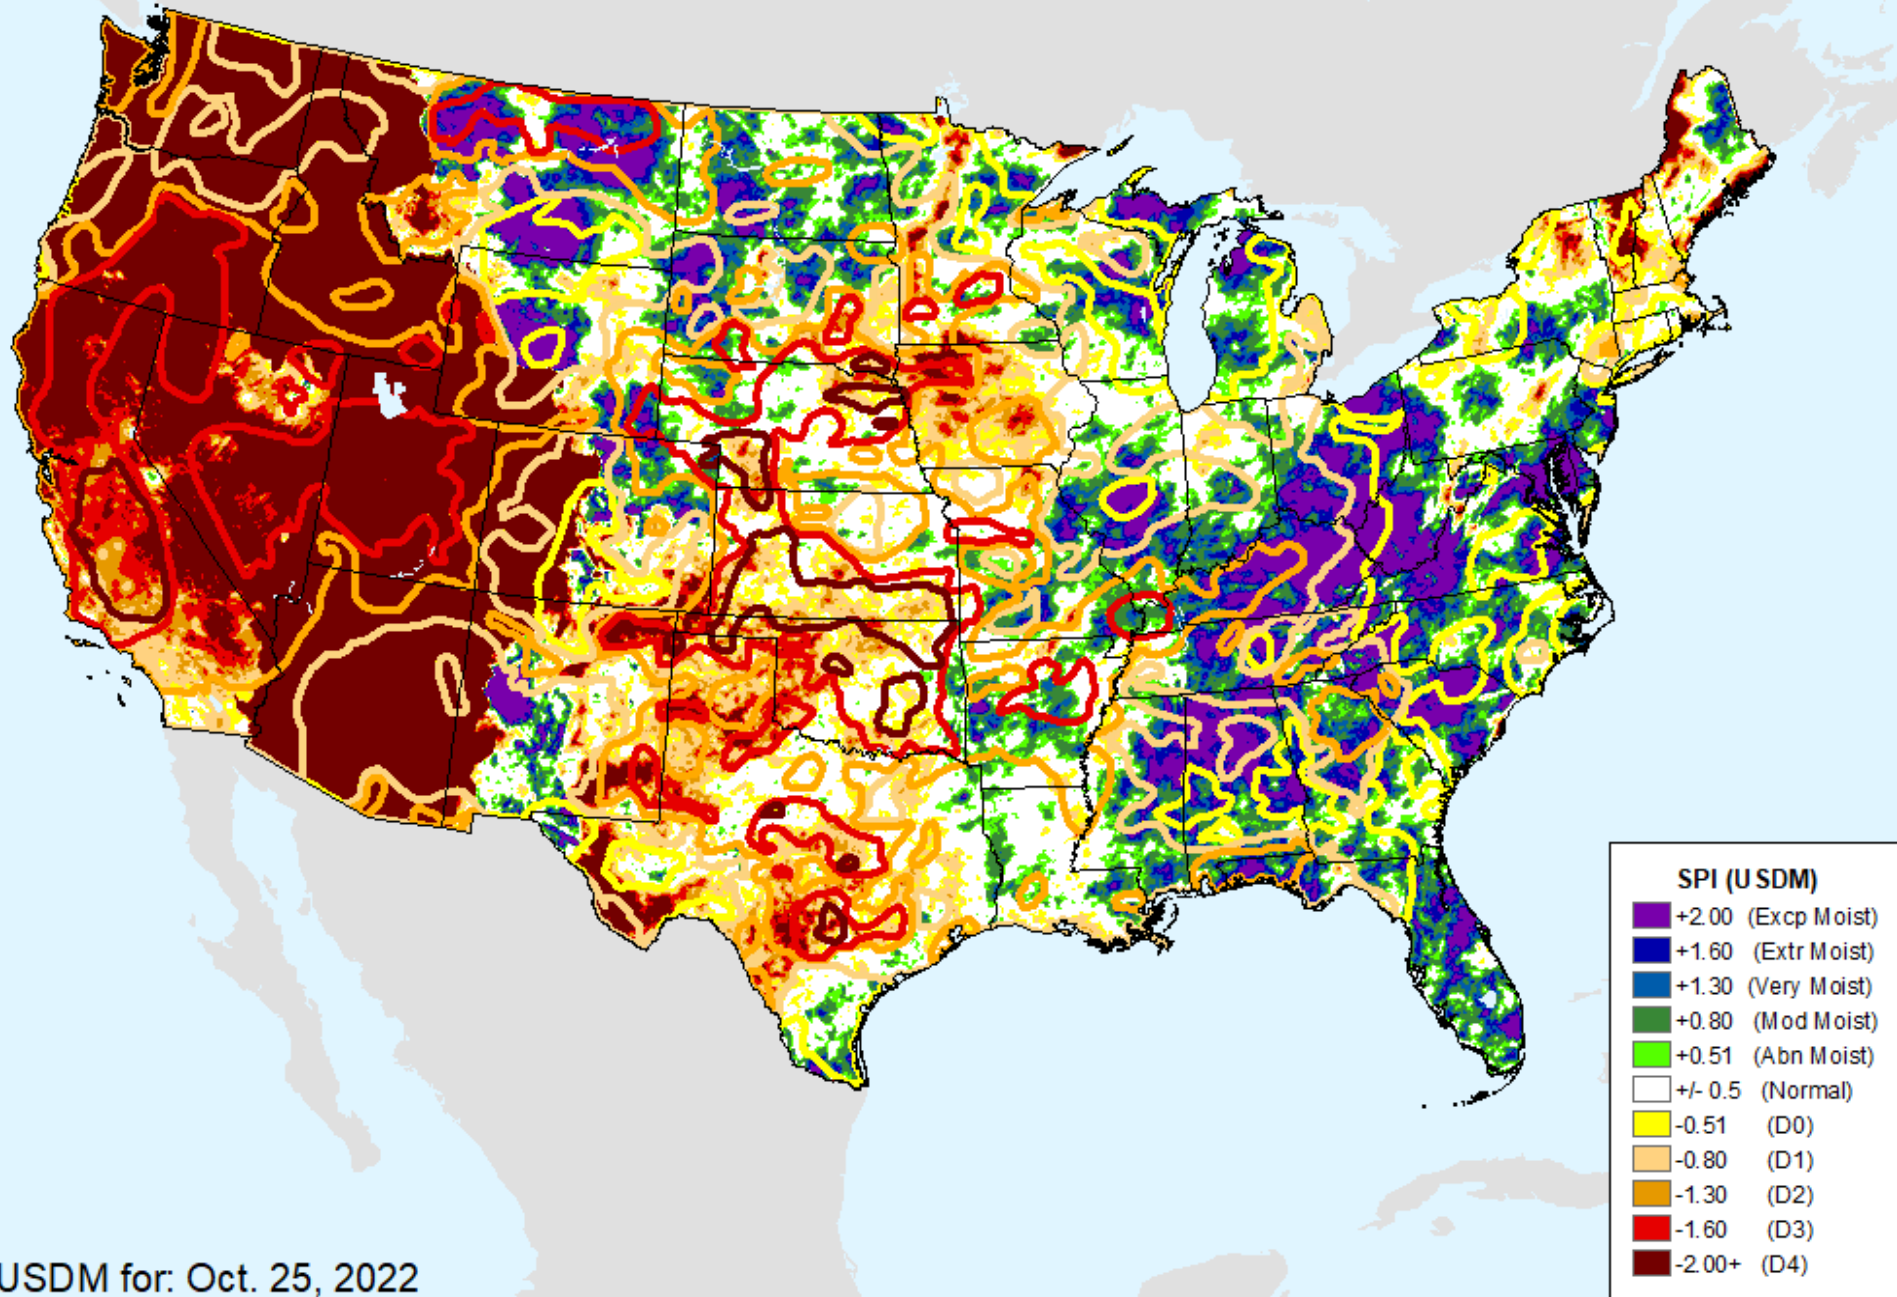 SPI (USDM)
+2.00 (Excp Moist)
+1.60 (Extr Moist)
+1.30 (Very Moist)
+0.80 (Mod Moist)
+0.51 (Abn Moist)
+/- 0.5 (Normal)
-0.51 (D0)
-0.80 (D1)
-1.30 (D2)
-1.60 (D3)
-2.00+ (D4)
USDM for: Oct. 25, 2022